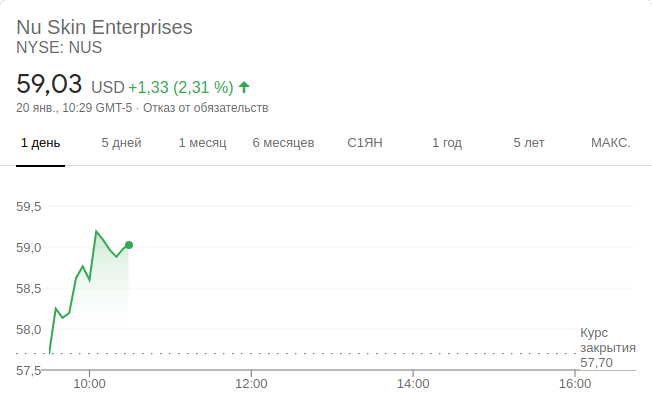 Nu Skin Enterprises
NYSE: NUS
59,03 USD +1,33 (2,31 %)
20 янв., 10:29 GMT-5 · Отказ от обязательств
1 день 5 дней 1 месяц 6 месяцев С1ЯН 1 год 5 лет МАКС.
59,5
59,0
58,5
58,0
Курс
закрытия
57,70
57,5
10:00 12:00 14:00 16:00